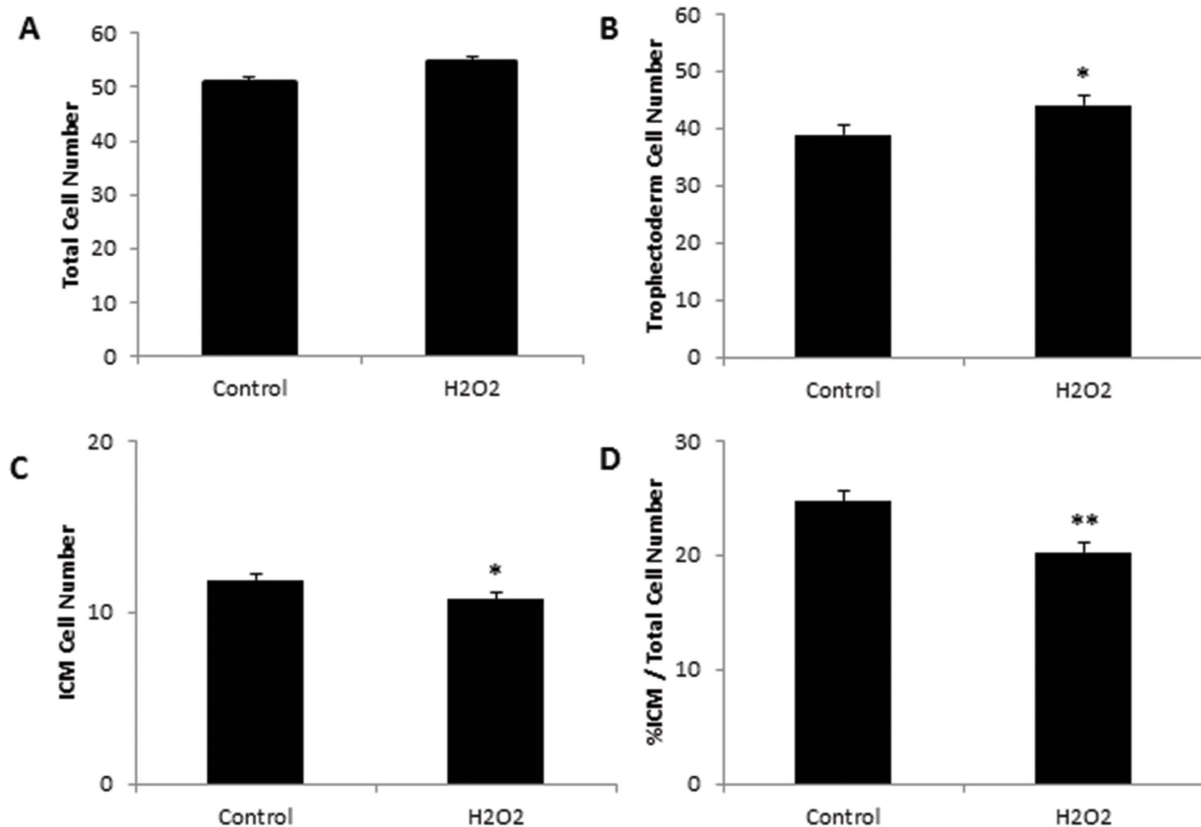 A
Total Cell Number
60
50
40
30
20
10
0
Control
H2O2
B
Trophectoderm Cell Number
60
50
40
30
20
10
0
*
Control
H2O2
C
ICM Cell Number
20
10
0
*
Control
H2O2
D
%ICM / Total Cell Number
30
20
10
0
**
Control
H2O2